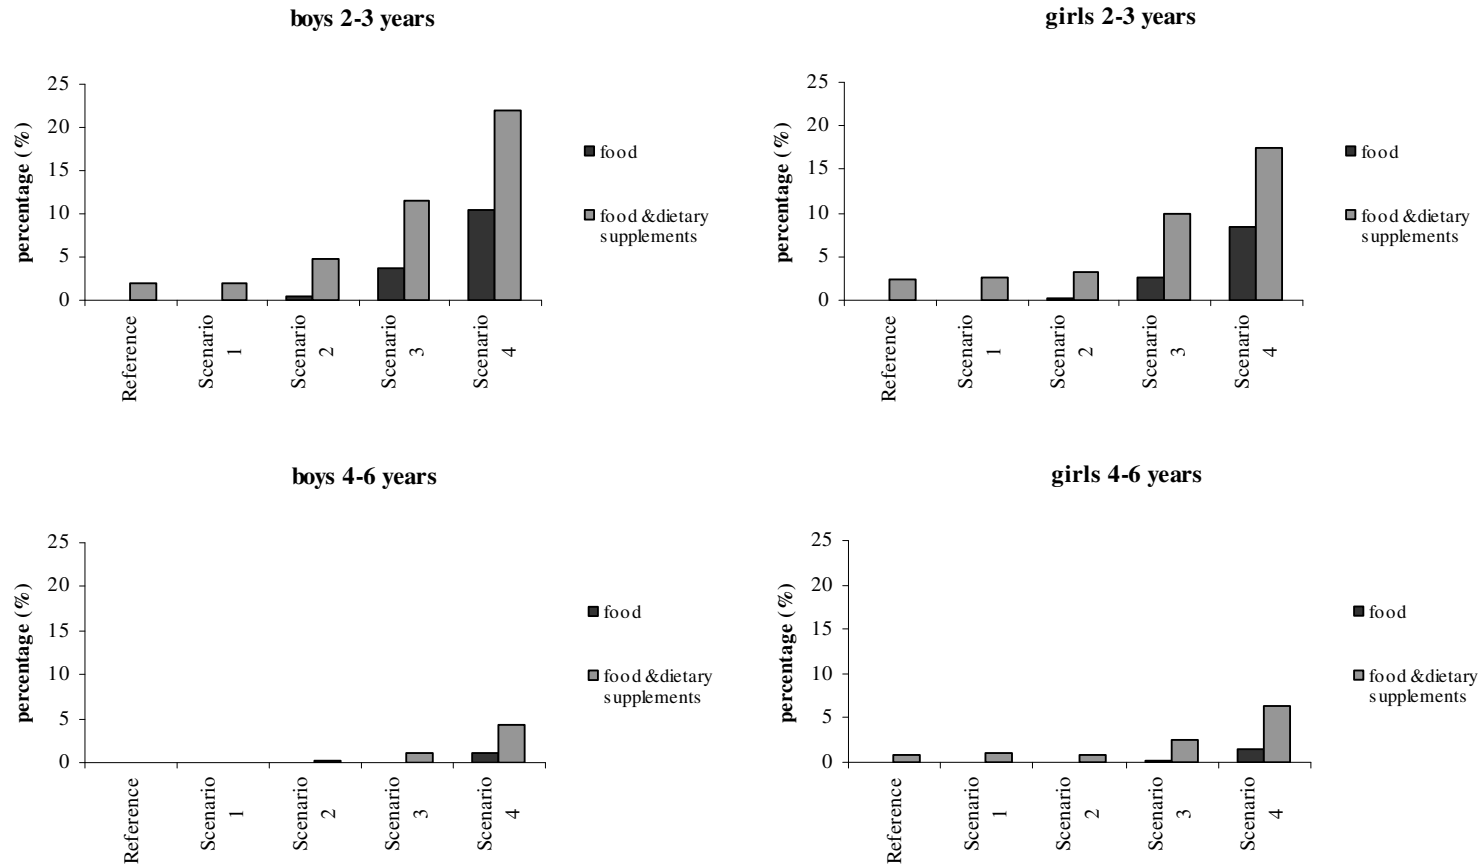 boys 2-3 years
percentage (%)
25
20
15
10
5
0
Reference
Scenario
1
Scenario
2
Scenario
3
Scenario
4
food
food &dietary
supplements
girls 2-3 years
percentage (%)
25
20
15
10
5
0
Reference
Scenario
1
Scenario
2
Scenario
3
Scenario
4
food
food &dietary
supplements
boys 4-6 years
percentage (%)
25
20
15
10
5
0
Reference
Scenario
1
Scenario
2
Scenario
3
Scenario
4
food
food &dietary
supplements
girls 4-6 years
percentage (%)
25
20
15
10
5
0
Reference
Scenario
1
Scenario
2
Scenario
3
Scenario
4
food
food &dietary
supplements